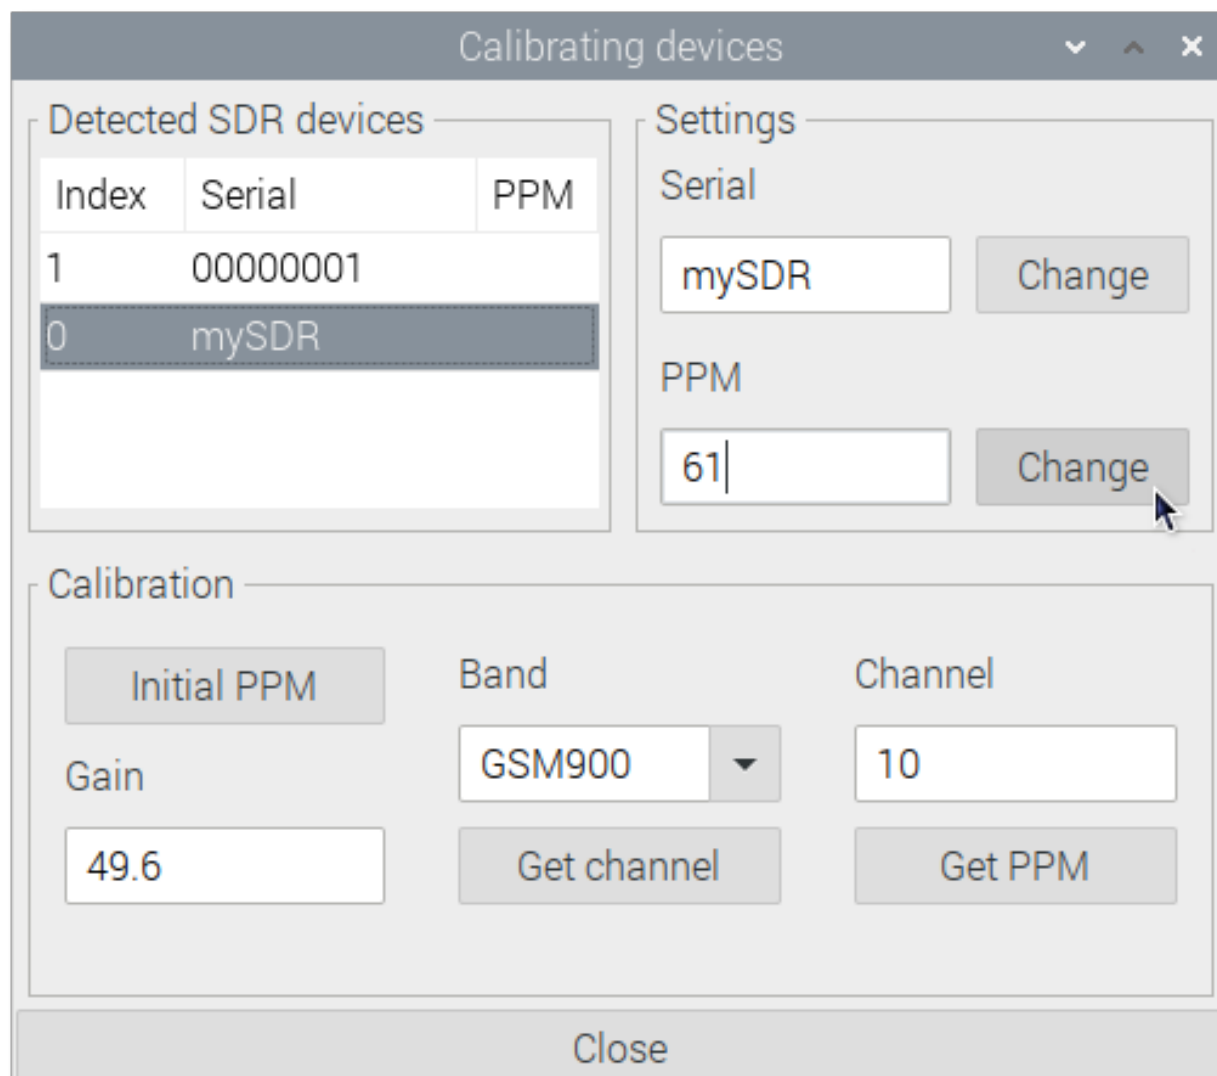 Calibrating devices
Detected SDR devices
Index Serial PPM
1 00000001
0 mySDR
Settings
Serial
mySDR Change
PPM
61 Change
Calibration
Initial PPM
Gain
49.6
Band
GSM900
Get channel
Channel
10
Get PPM
Close